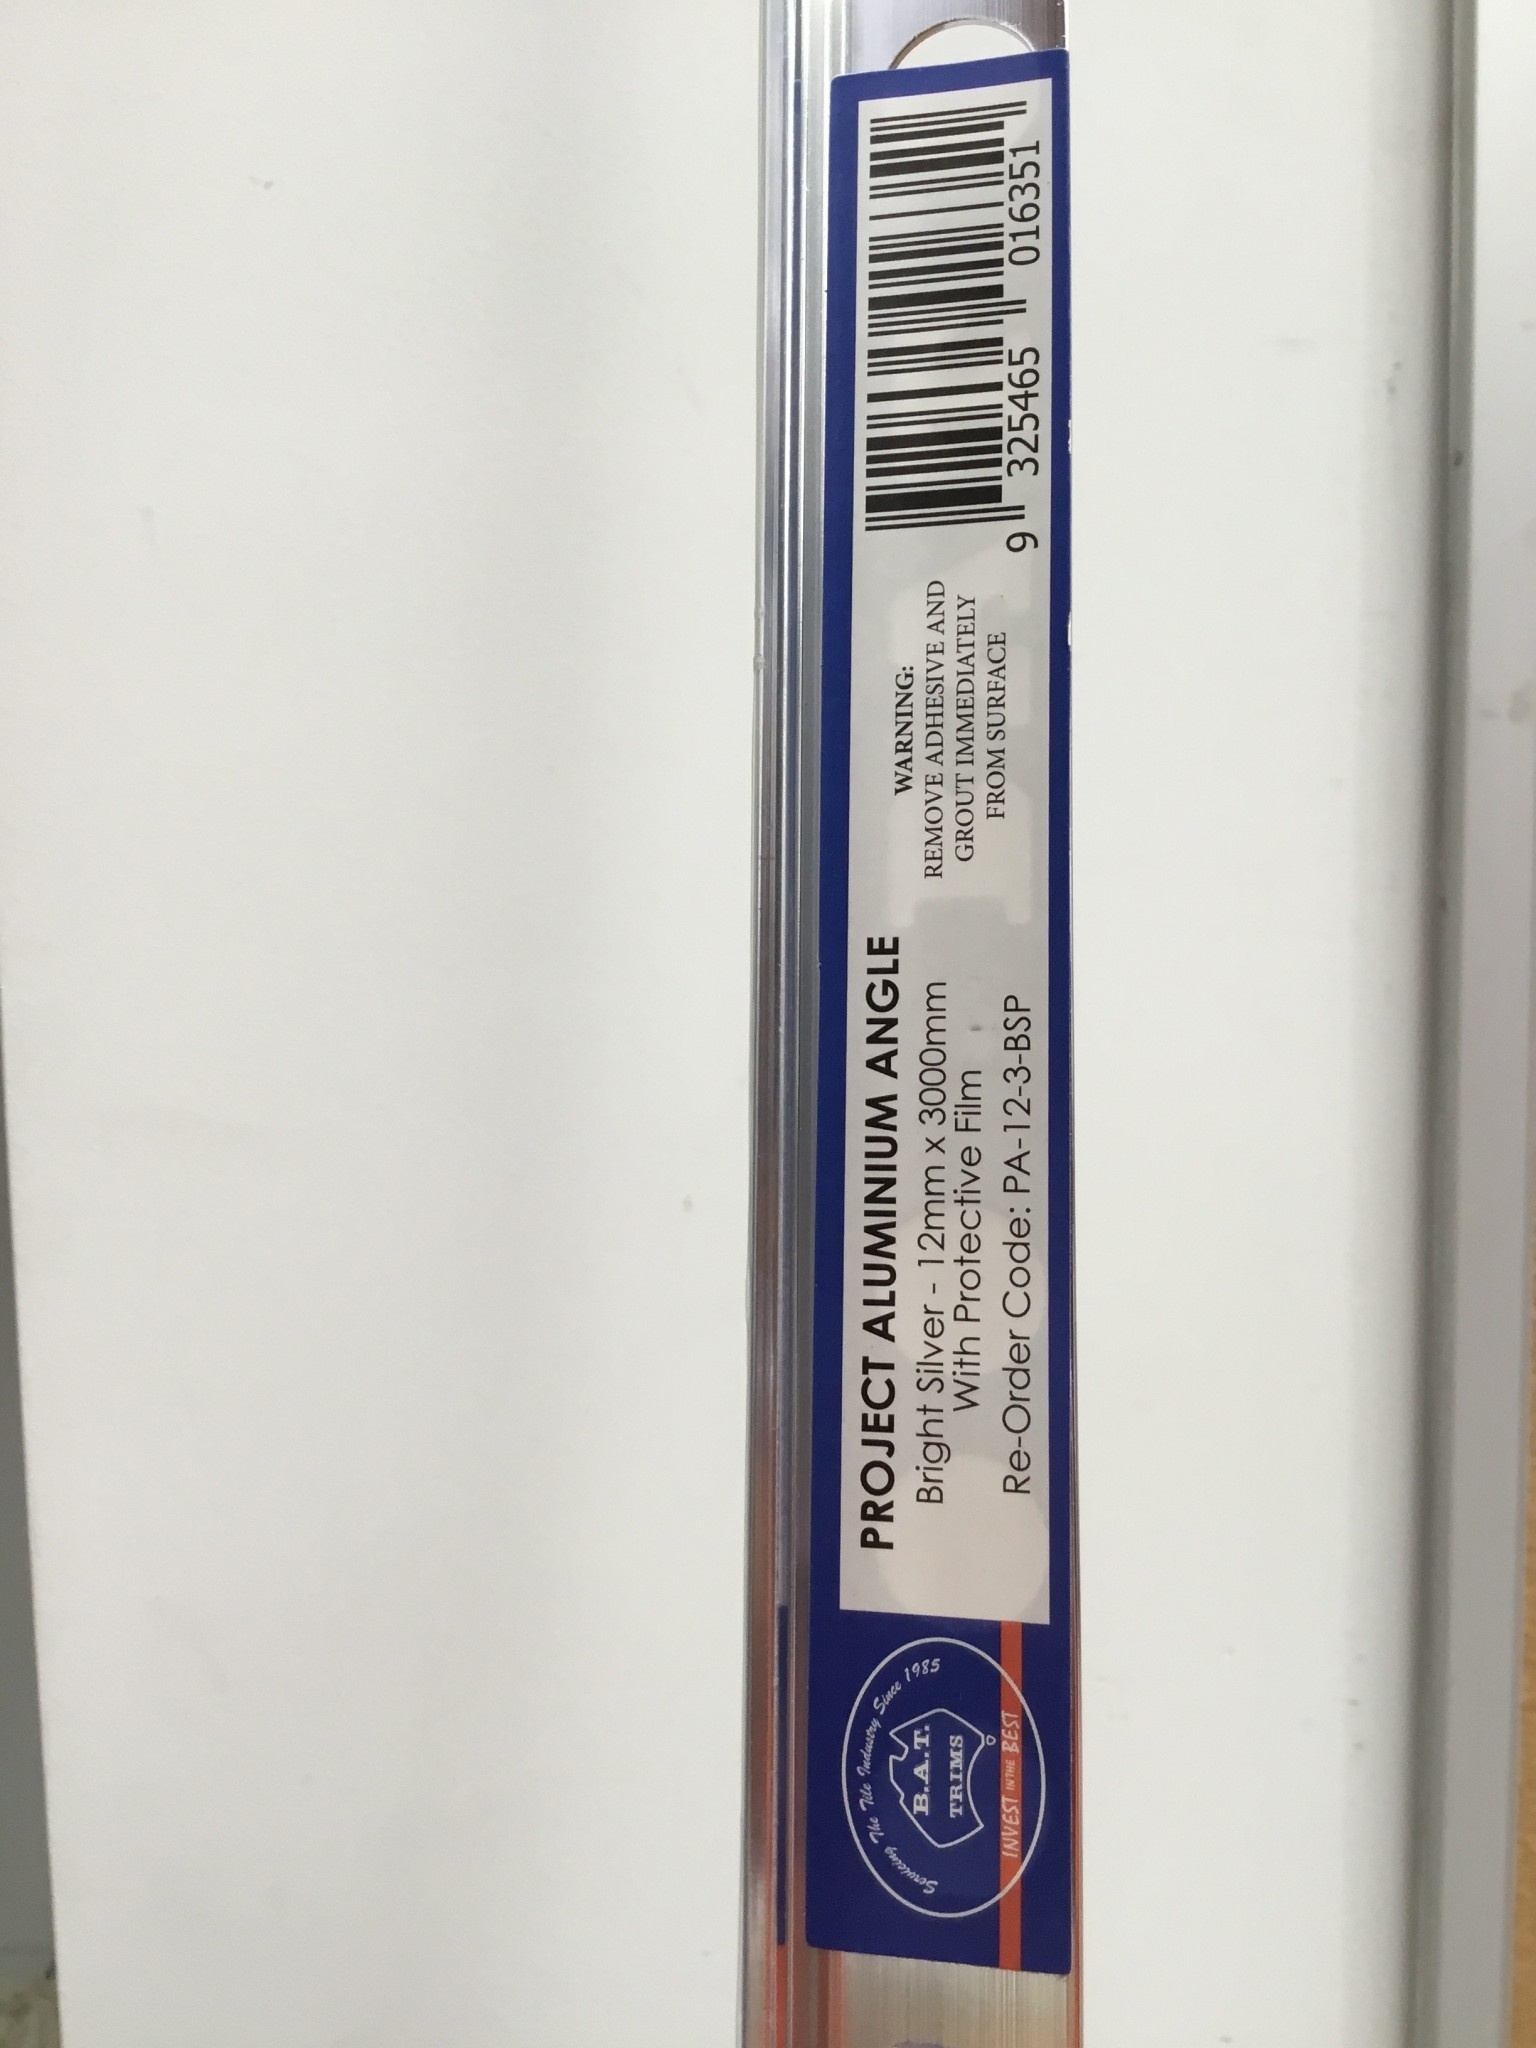 Servicing The Tile Industry Since 1985
B.A.T.
TRIMS
INVEST IN THE BEST
PROJECT ALUMINIUM ANGLE
Bright Silver - 12mm x 3000mm
With Protective Film
Re-Order Code: PA-12-3-BSP
WARNING:
REMOVE ADHESIVE AND
GROUT IMMEDIATELY
FROM SURFACE
9 325465 016351